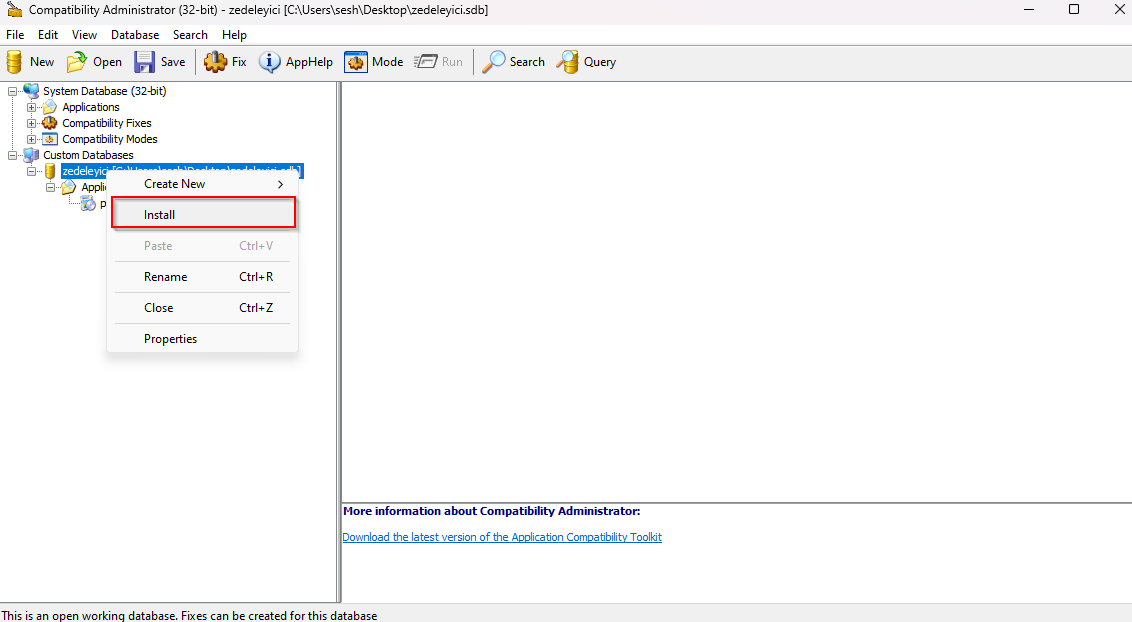 Compatibility Administrator (32-bit) - zedeleyici [C:\Users\sesh\Desktop\zedeleyici.sdb]
File Edit View Database Search Help
New Open Save Fix AppHelp Mode Run Search Query
System Database (32-bit)
Applications
Compatibility Fixes
Compatibility Modes
Custom Databases
zedeleyici [C:\Users\sesh\Desktop\zedeleyici.sdb]
Appli
p
Create New
Install
Paste Ctrl+V
Rename Ctrl+R
Close Ctrl+Z
Properties
More information about Compatibility Administrator:
Download the latest version of the Application Compatibility Toolkit
This is an open working database. Fixes can be created for this database